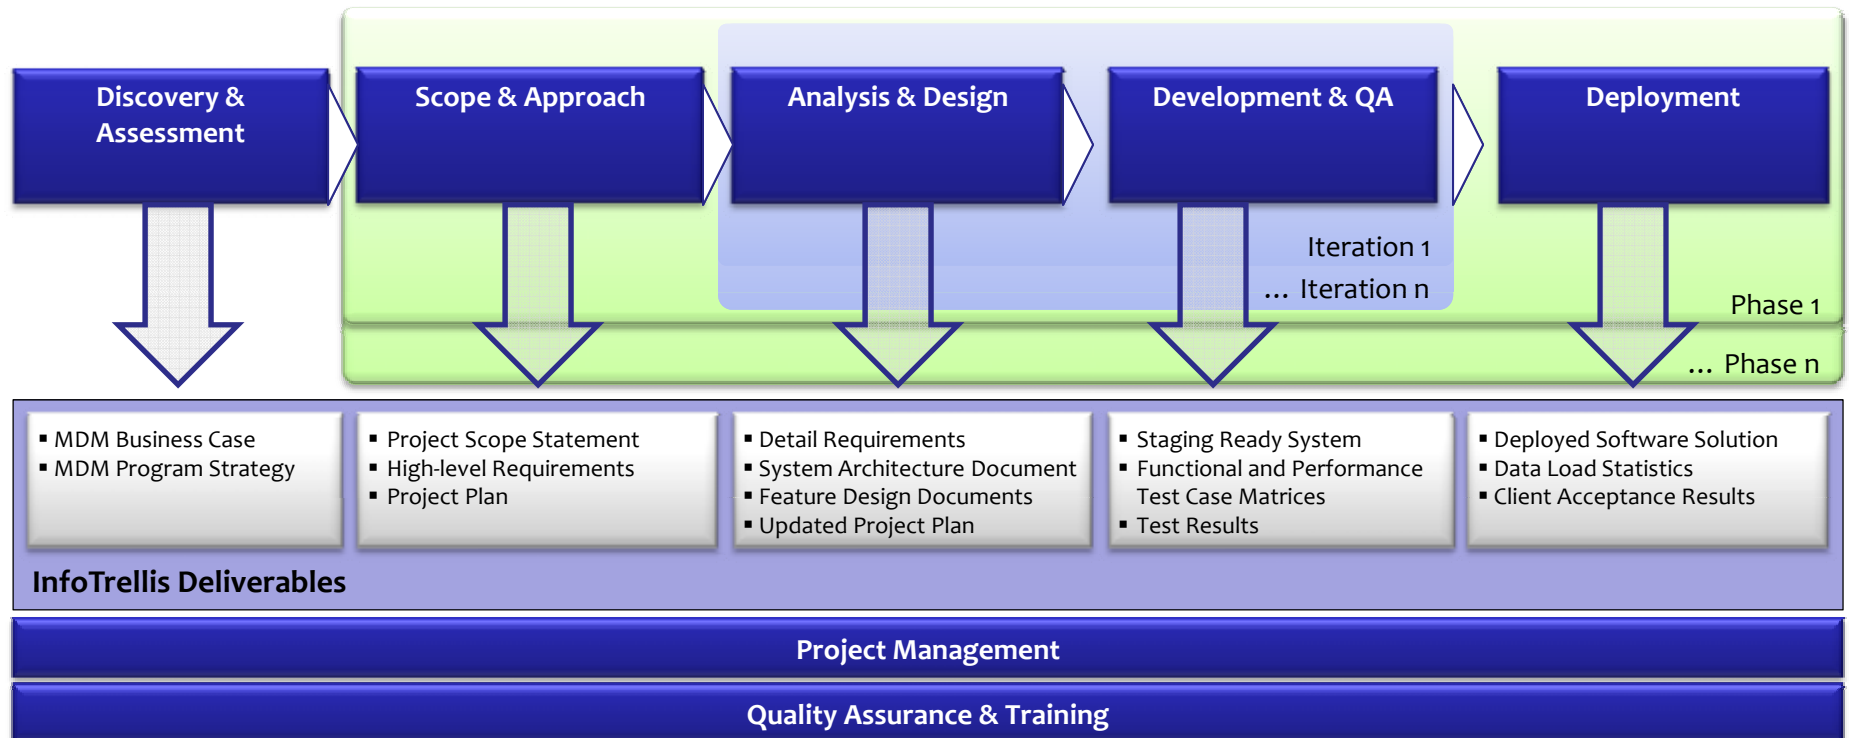 Discovery &
Assessment
Scope & Approach
Analysis & Design
Development & QA
Deployment
Iteration 1
... Iteration n
Phase 1
... Phase n
▪ MDM Business Case
▪ MDM Program Strategy
▪ Project Scope Statement
▪ High-level Requirements
▪ Project Plan
▪ Detail Requirements
▪ System Architecture Document
▪ Feature Design Documents
▪ Updated Project Plan
▪ Staging Ready System
▪ Functional and Performance
Test Case Matrices
▪ Test Results
▪ Deployed Software Solution
▪ Data Load Statistics
▪ Client Acceptance Results
InfoTrellis Deliverables
Project Management
Quality Assurance & Training